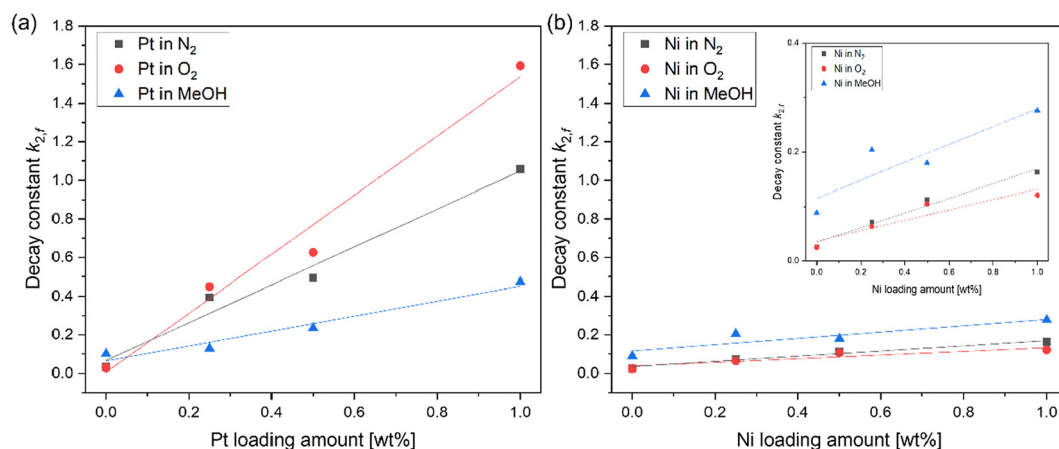 (a)
1.8
1.6
1.4
1.2
1.0
0.8
0.6
0.4
0.2
0.0
Decay constant k2,f
Pt in N2
Pt in O2
Pt in MeOH
0.0 0.2 0.4 0.6 0.8 1.0
Pt loading amount [wt%]
(b)
1.8
1.6
1.4
1.2
1.0
0.8
0.6
0.4
0.2
0.0
Decay constant k2,f
Ni in N2
Ni in O2
Ni in MeOH
0.0 0.2 0.4 0.6 0.8 1.0
Ni loading amount [wt%]
0.4
0.2
0.0
Decay constant k2,f
Ni in N2
Ni in O2
Ni in MeOH
0.0 0.2 0.4 0.6 0.8 1.0
Ni loading amount [wt%]